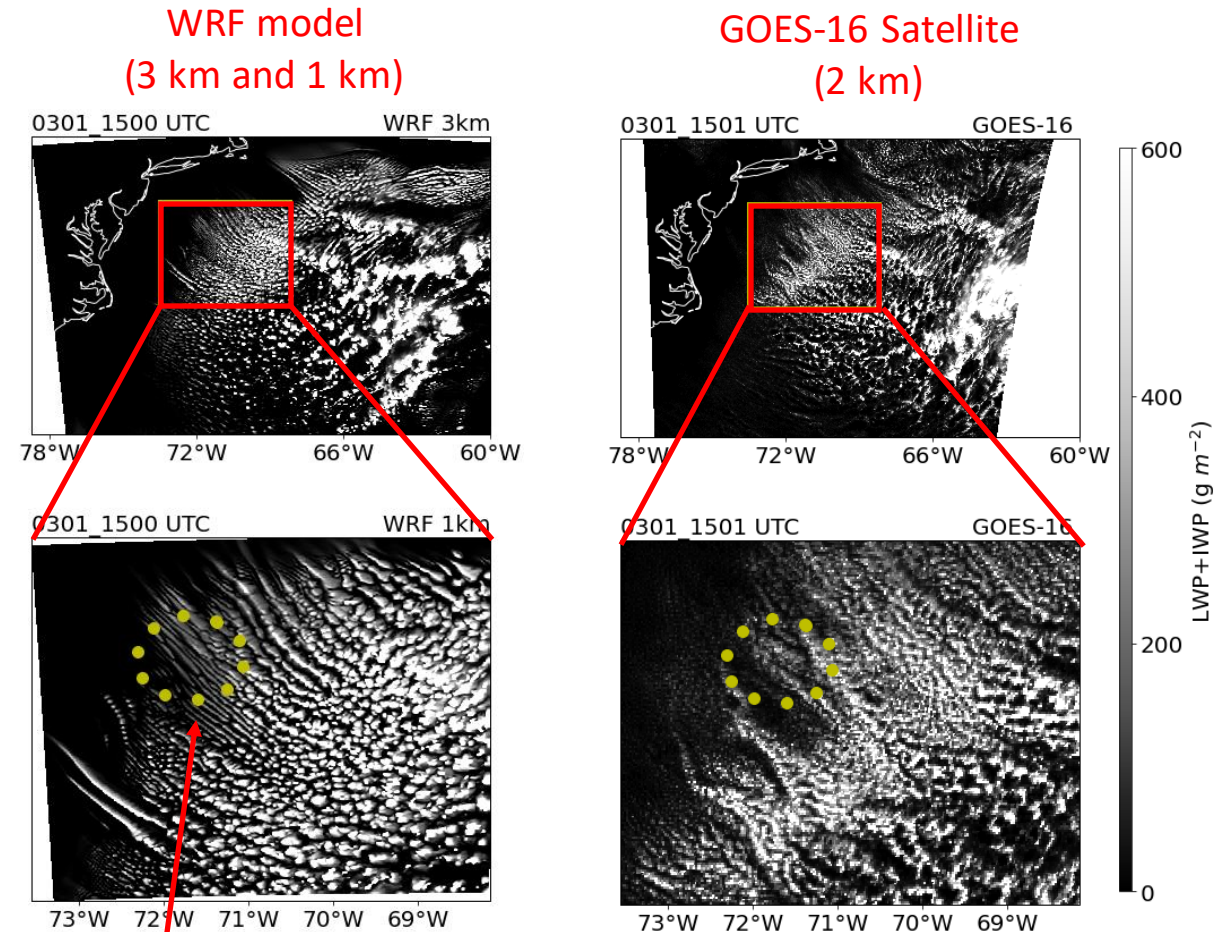 WRF model
(3 km and 1 km)
GOES-16 Satellite
(2 km)
0301_1500 UTC WRF 3km
0301_1501 UTC GOES-16
78°W 72°W 66°W 60°W
78°W 72°W 66°W 60°W
0301_1500 UTC WRF 1km
0301_1501 UTC GOES-16
73°W 72°W 71°W 70°W 69°W
73°W 72°W 71°W 70°W 69°W
600
400
200
0
LWP+IWP (g m⁻²)